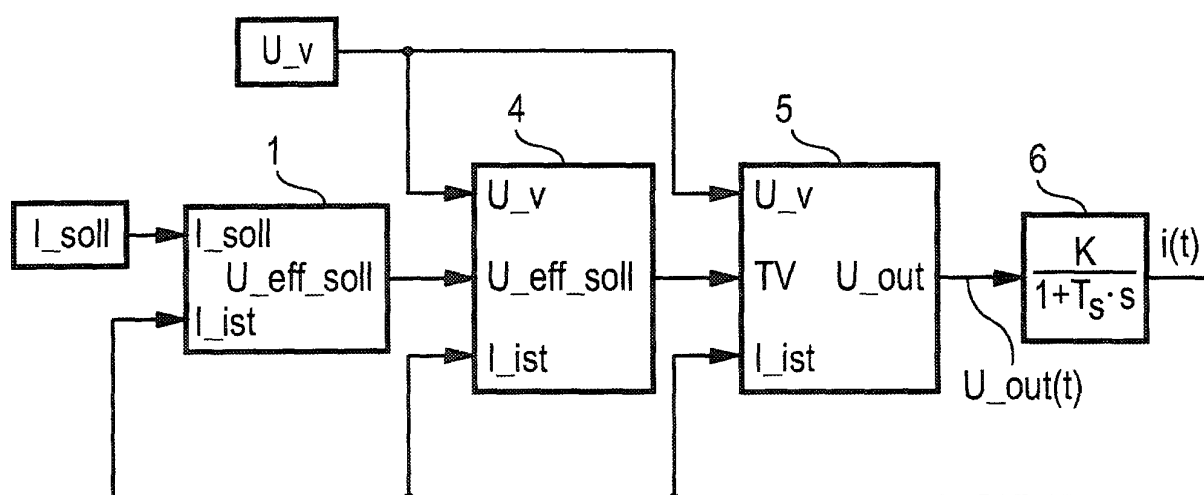 U_v
4
5
1
6
I_soll
I_soll
U_eff_soll
I_ist
U_v
U_eff_soll
I_ist
U_v
TV U_out
I_ist
K
1+T_S·s
i(t)
U_out(t)